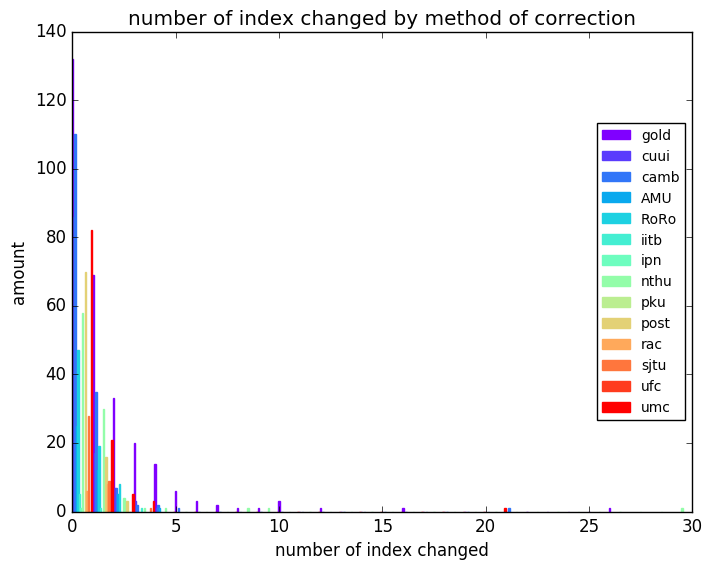 number of index changed by method of correction
140
120
100
80
60
40
20
0
amount
0 5 10 15 20 25 30
number of index changed
gold
cuui
camb
AMU
RoRo
iitb
ipn
nthu
pku
post
rac
sjtu
ufc
umc